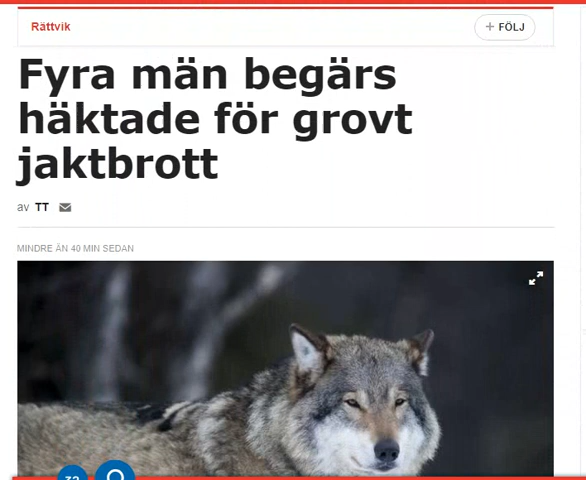 Rättvik
+ FÖLJ
Fyra män begärs
häktade för grovt
jaktbrott
av TT
MINDRE ÄN 40 MIN SEDAN